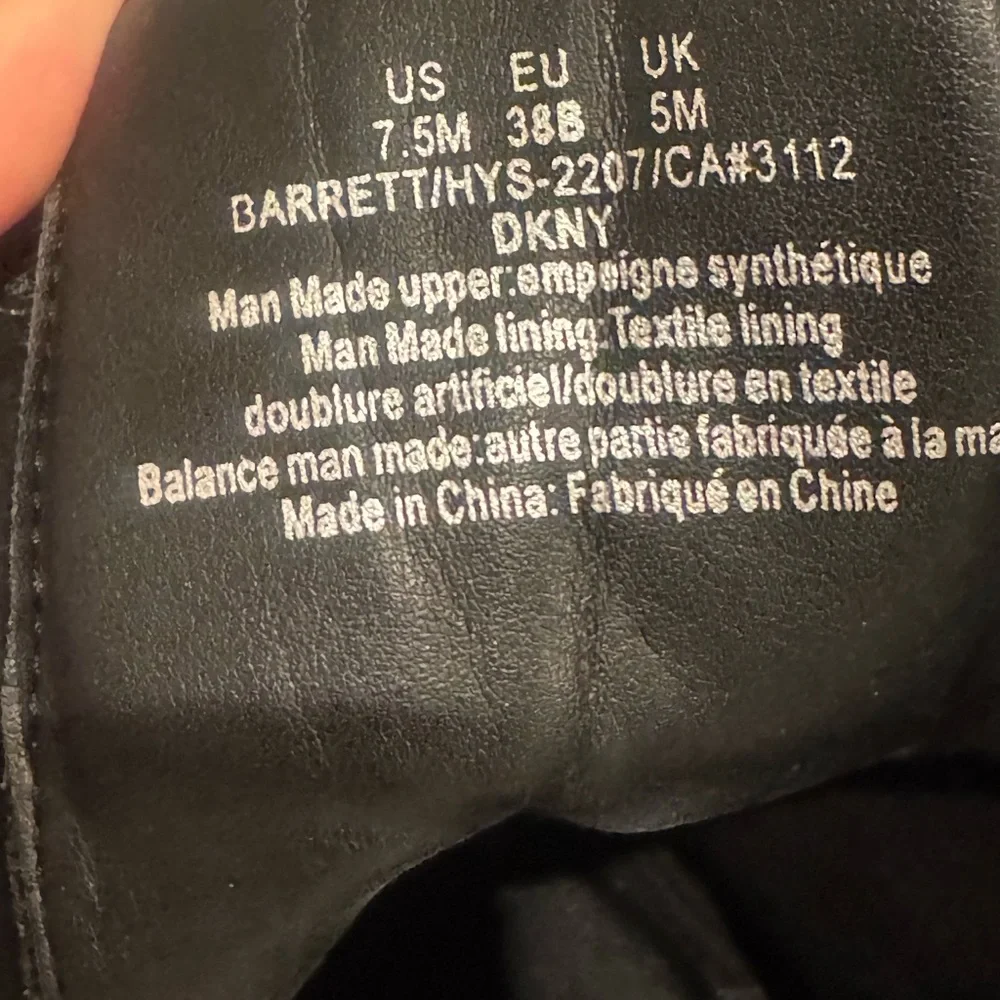 US EU UK
7.5M 38B 5M
BARRETT/HYS-2207/CA#3112
DKNY
Man Made upper:empeigne synthétique
Man Made lining:Textile lining
doublure artificiel/doublure en textile
Balance man made:autre partie fabriquée à la ma
Made in China: Fabriqué en Chine